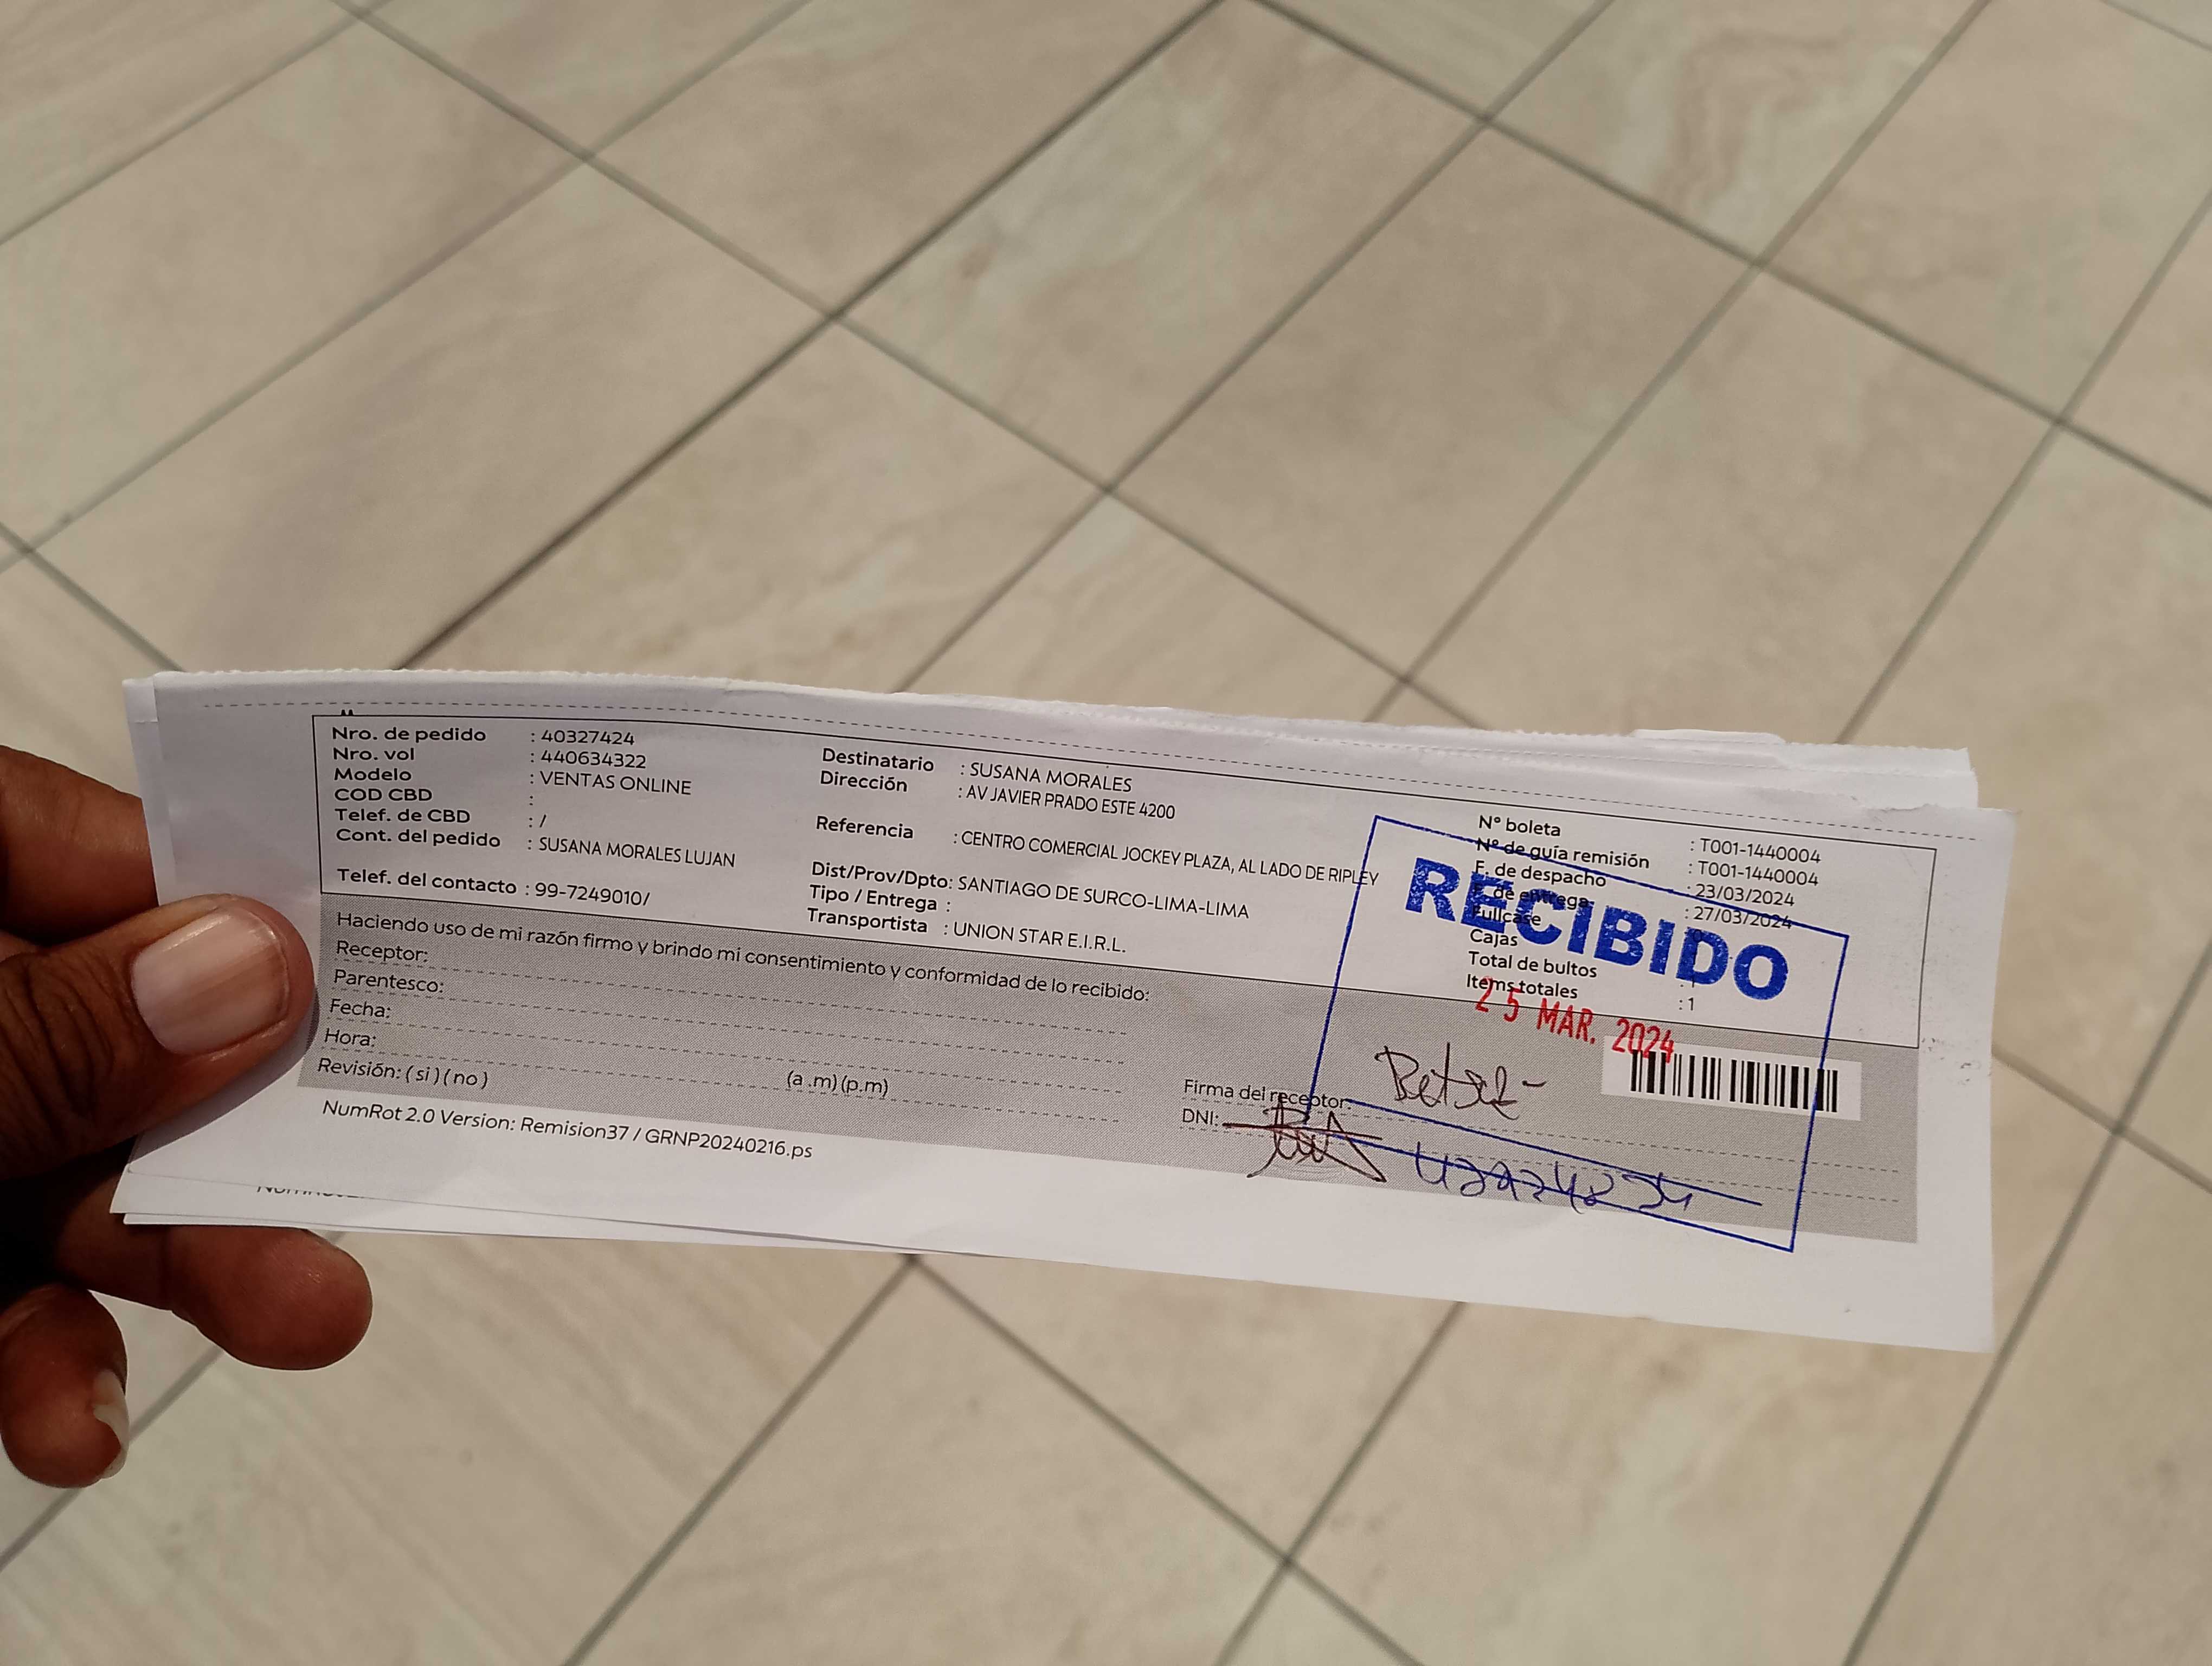 Nro. de pedido : 40327424
Nro. vol : 440634322
Modelo : VENTAS ONLINE
COD CBD :
Telef. de CBD : /
Cont. del pedido : SUSANA MORALES LUJAN
Telef. del contacto : 99-7249010/
Destinatario : SUSANA MORALES
Dirección : AV JAVIER PRADO ESTE 4200
Referencia : CENTRO COMERCIAL JOCKEY PLAZA, AL LADO DE RIPLEY
Dist/Prov/Dpto: SANTIAGO DE SURCO-LIMA-LIMA
Tipo / Entrega :
Transportista : UNION STAR E.I.R.L.
N° boleta : T001-1440004
N° de guía remisión : T001-1440004
F. de despacho : 23/03/2024
F. de entrega : 27/03/2024
Fullcase
Cajas
Total de bultos : 1
Items totales : 1
RECIBIDO
25 MAR. 2024
Haciendo uso de mi razón firmo y brindo mi consentimiento y conformidad de lo recibido:
Receptor:
Parentesco:
Fecha:
Hora: (a .m) (p.m)
Revisión: ( si ) ( no )
Firma del receptor:
DNI:
NumRot 2.0 Version: Remision37 / GRNP20240216.ps